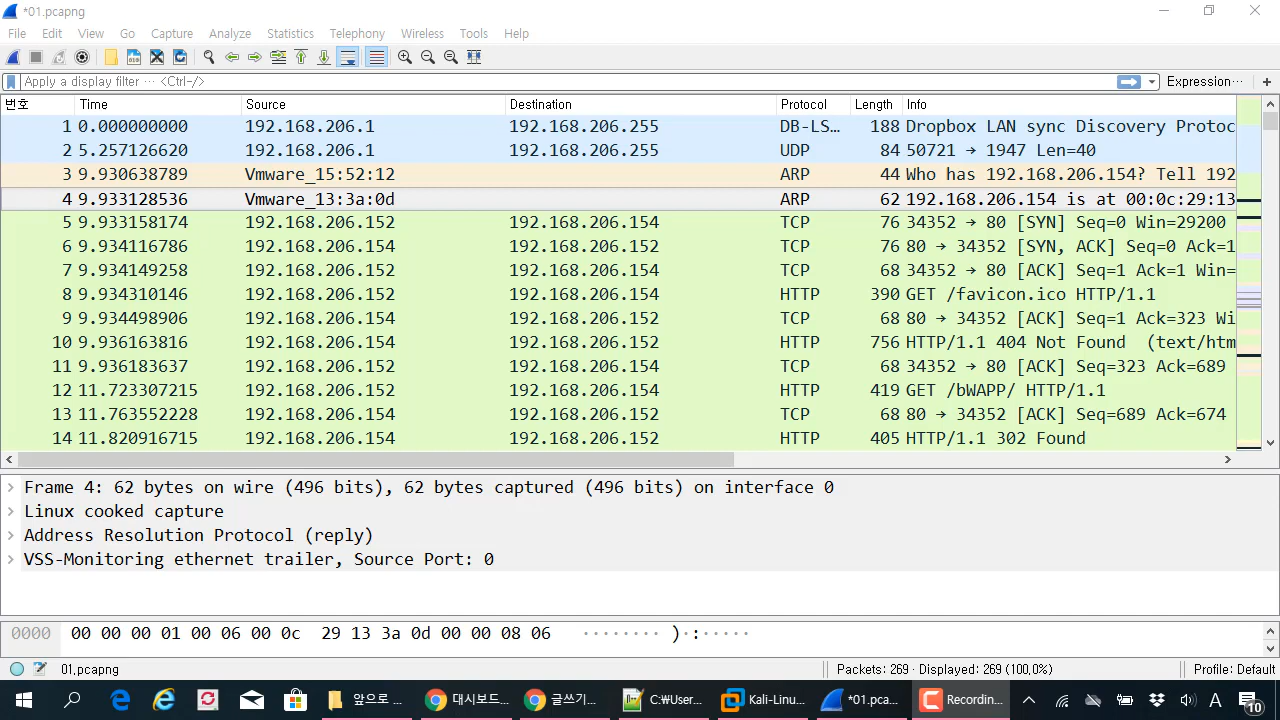 *01.pcapng
File Edit View Go Capture Analyze Statistics Telephony Wireless Tools Help
Apply a display filter ··· <Ctrl-/> Expression··· +
번호 Time Source Destination Protocol Length Info
1 0.000000000 192.168.206.1 192.168.206.255 DB-LS… 188 Dropbox LAN sync Discovery Protoc
2 5.257126620 192.168.206.1 192.168.206.255 UDP 84 50721 → 1947 Len=40
3 9.930638789 Vmware_15:52:12 ARP 44 Who has 192.168.206.154? Tell 192
4 9.933128536 Vmware_13:3a:0d ARP 62 192.168.206.154 is at 00:0c:29:13
5 9.933158174 192.168.206.152 192.168.206.154 TCP 76 34352 → 80 [SYN] Seq=0 Win=29200
6 9.934116786 192.168.206.154 192.168.206.152 TCP 76 80 → 34352 [SYN, ACK] Seq=0 Ack=1
7 9.934149258 192.168.206.152 192.168.206.154 TCP 68 34352 → 80 [ACK] Seq=1 Ack=1 Win=
8 9.934310146 192.168.206.152 192.168.206.154 HTTP 390 GET /favicon.ico HTTP/1.1
9 9.934498906 192.168.206.154 192.168.206.152 TCP 68 80 → 34352 [ACK] Seq=1 Ack=323 Wi
10 9.936163816 192.168.206.154 192.168.206.152 HTTP 756 HTTP/1.1 404 Not Found (text/htm
11 9.936183637 192.168.206.152 192.168.206.154 TCP 68 34352 → 80 [ACK] Seq=323 Ack=689
12 11.723307215 192.168.206.152 192.168.206.154 HTTP 419 GET /bWAPP/ HTTP/1.1
13 11.763552228 192.168.206.154 192.168.206.152 TCP 68 80 → 34352 [ACK] Seq=689 Ack=674
14 11.820916715 192.168.206.154 192.168.206.152 HTTP 405 HTTP/1.1 302 Found
Frame 4: 62 bytes on wire (496 bits), 62 bytes captured (496 bits) on interface 0
Linux cooked capture
Address Resolution Protocol (reply)
VSS-Monitoring ethernet trailer, Source Port: 0
0000 00 00 00 01 00 06 00 0c 29 13 3a 0d 00 00 08 06 ········ )·:·····
01.pcapng Packets: 269 · Displayed: 269 (100.0%) Profile: Default
앞으로 ... 대시보드... 글쓰기... C:₩User... Kali-Linu... *01.pca... Recordin... A 10